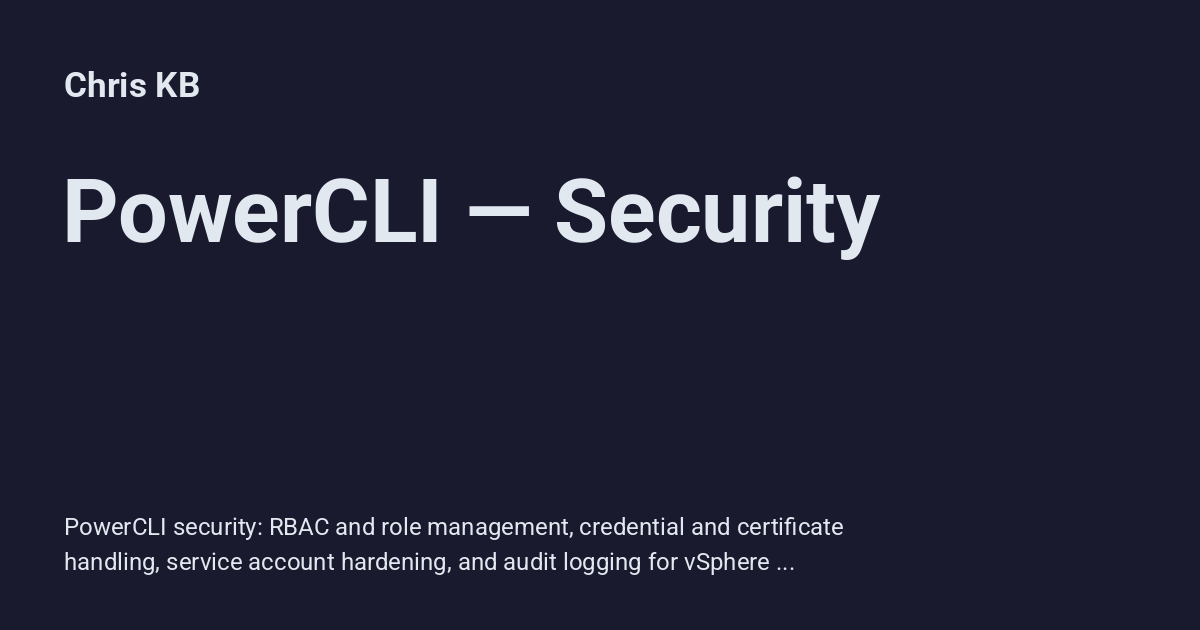 Chris KB
PowerCLI — Security
PowerCLI security: RBAC and role management, credential and certificate
handling, service account hardening, and audit logging for vSphere ...